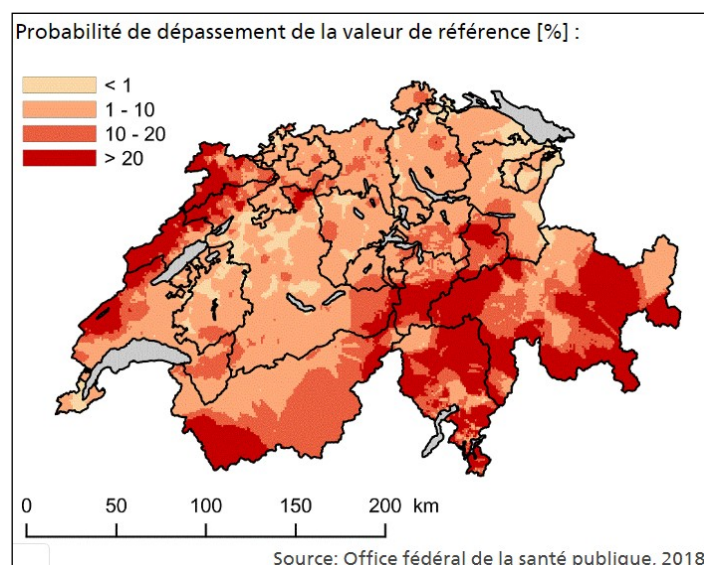 Probabilité de dépassement de la valeur de référence [%] :
< 1
1 - 10
10 - 20
> 20
0 50 100 150 200 km
Source: Office fédéral de la santé publique, 2018